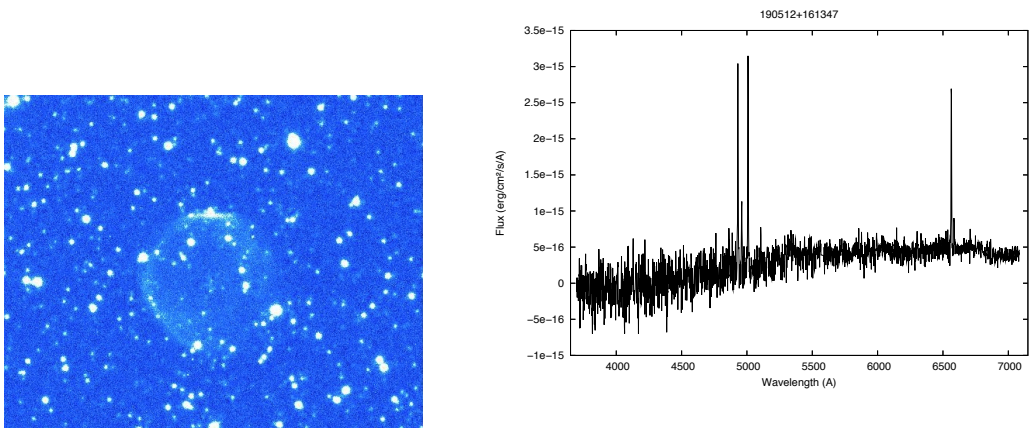 190512+161347
3.5e-15
3e-15
2.5e-15
2e-15
1.5e-15
1e-15
5e-16
0
-5e-16
-1e-15
Flux (erg/cm²/s/A)
4000 4500 5000 5500 6000 6500 7000
Wavelength (A)